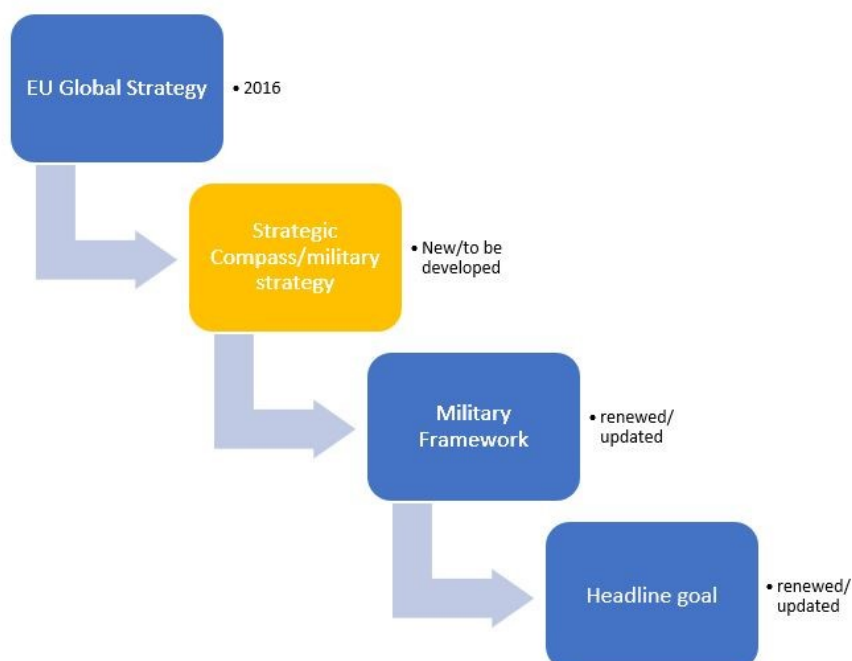 EU Global Strategy
• 2016
Strategic
Compass/military
strategy
• New/to be
developed
Military
Framework
• renewed/
updated
Headline goal
• renewed/
updated